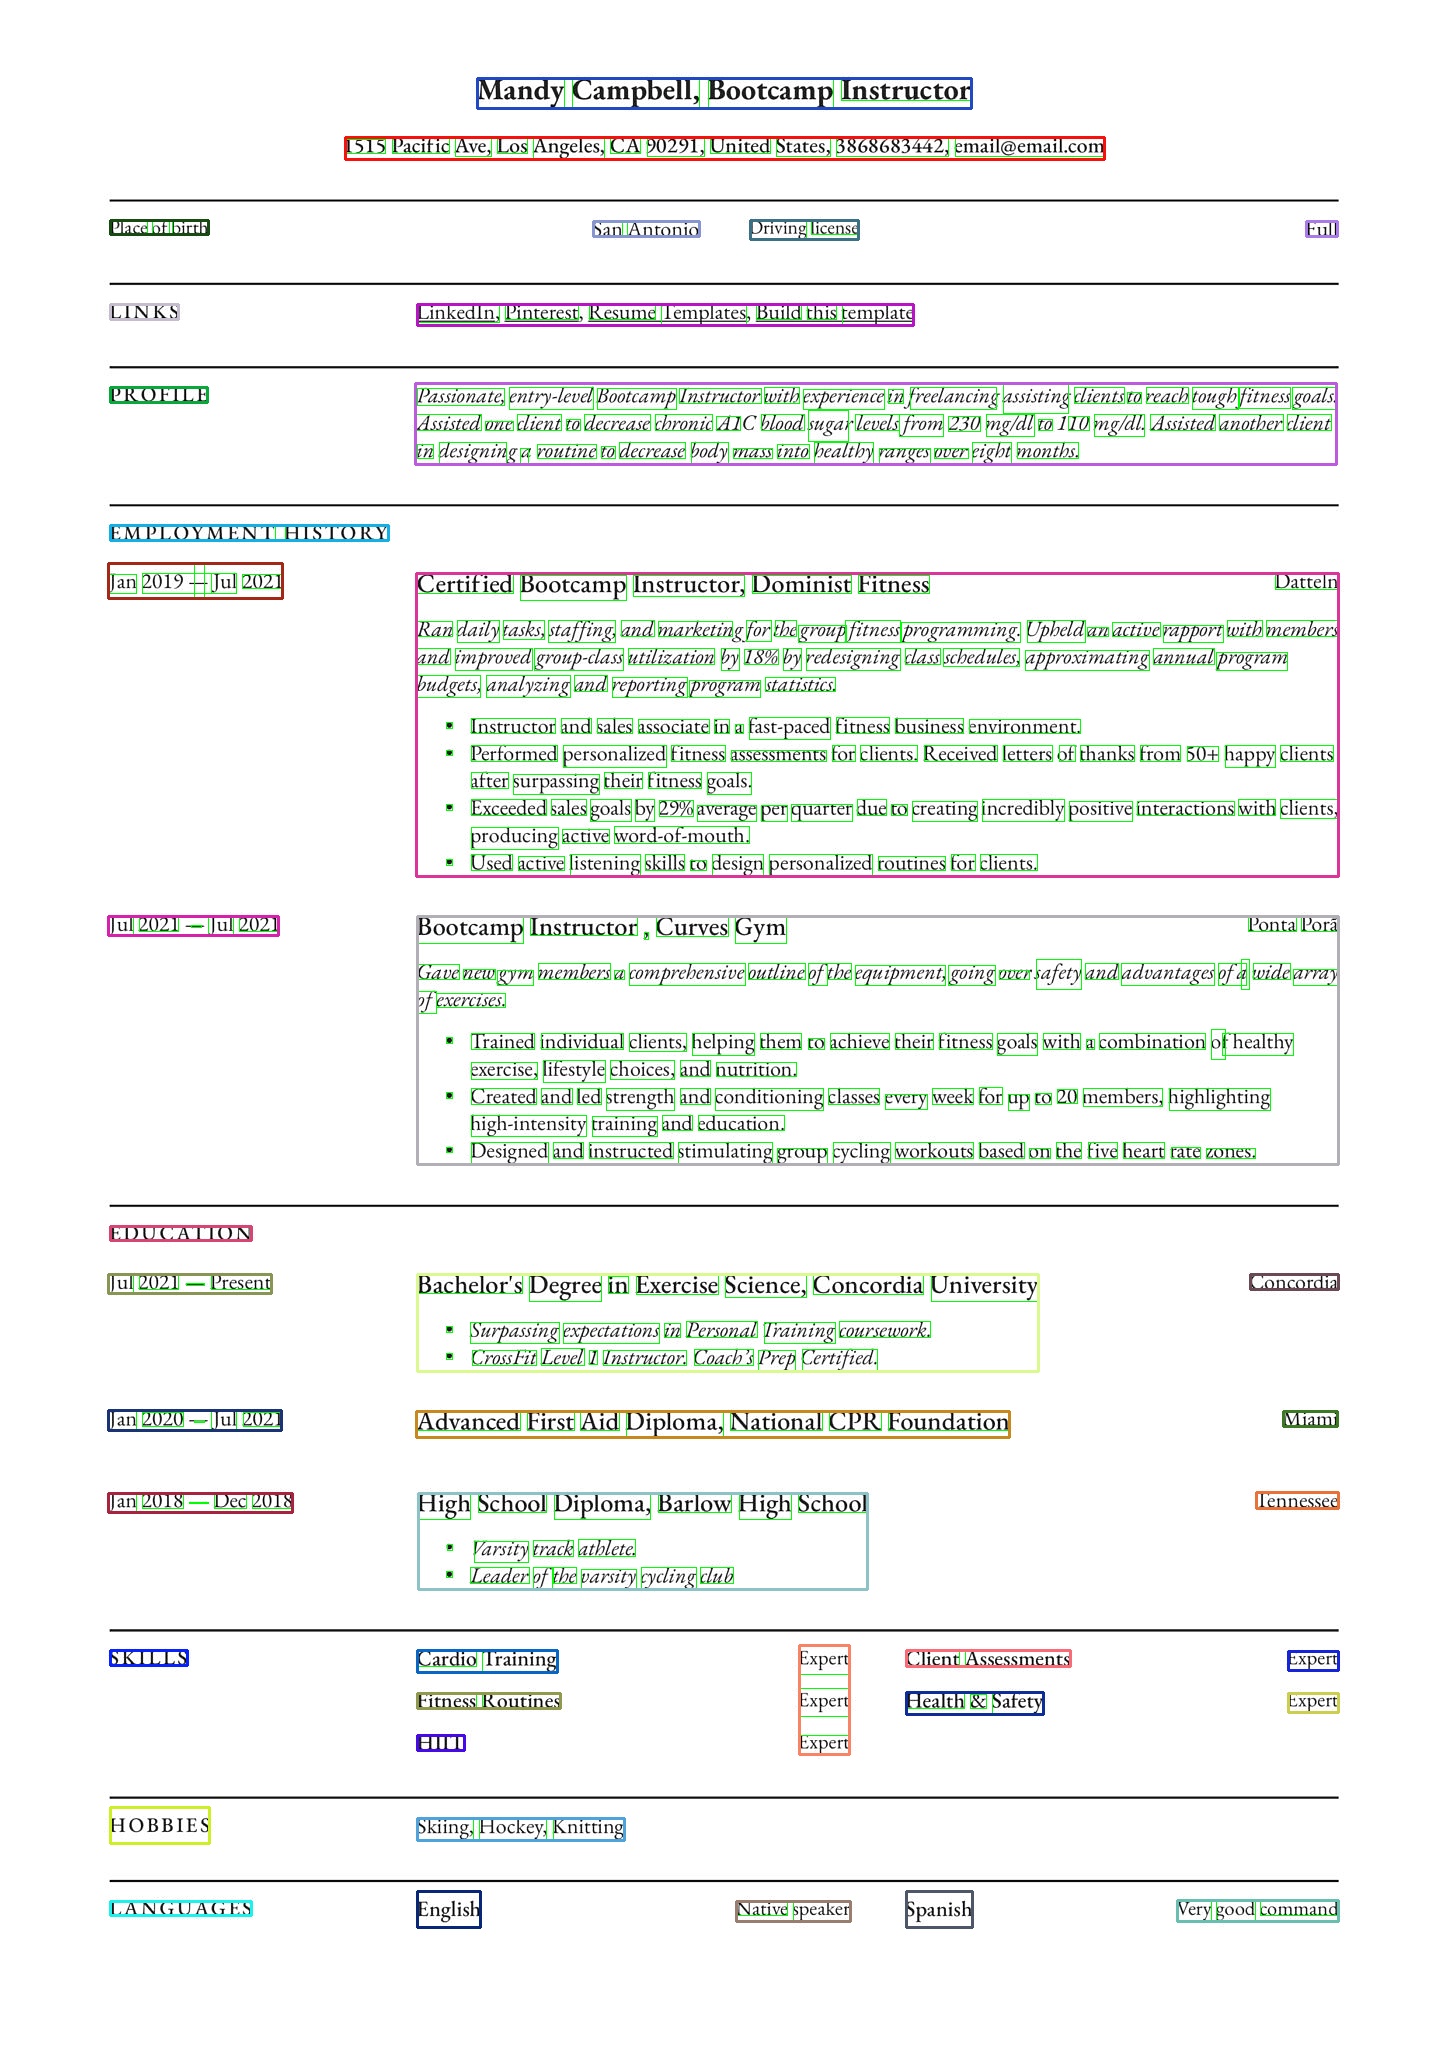 Mandy Campbell, Bootcamp Instructor
1515 Pacific Ave, Los Angeles, CA 90291, United States, 3868683442, email@email.com
Place of birth San Antonio Driving license Full
LINKS LinkedIn, Pinterest, Resume Templates, Build this template
PROFILE Passionate, entry-level Bootcamp Instructor with experience in freelancing assisting clients to reach tough fitness goals.
Assisted one client to decrease chronic A1C blood sugar levels from 230 mg/dl to 110 mg/dl. Assisted another client
in designing a routine to decrease body mass into healthy ranges over eight months.
EMPLOYMENT HISTORY
Jan 2019 — Jul 2021 Certified Bootcamp Instructor, Dominist Fitness Datteln
Ran daily tasks, staffing, and marketing for the group fitness programming. Upheld an active rapport with members
and improved group-class utilization by 18% by redesigning class schedules, approximating annual program
budgets, analyzing and reporting program statistics.
▪ Instructor and sales associate in a fast-paced fitness business environment.
▪ Performed personalized fitness assessments for clients. Received letters of thanks from 50+ happy clients
after surpassing their fitness goals.
▪ Exceeded sales goals by 29% average per quarter due to creating incredibly positive interactions with clients,
producing active word-of-mouth.
▪ Used active listening skills to design personalized routines for clients.
Jul 2021 — Jul 2021 Bootcamp Instructor , Curves Gym Ponta Porã
Gave new gym members a comprehensive outline of the equipment, going over safety and advantages of a wide array
of exercises.
▪ Trained individual clients, helping them to achieve their fitness goals with a combination of healthy
exercise, lifestyle choices, and nutrition.
▪ Created and led strength and conditioning classes every week for up to 20 members, highlighting
high-intensity training and education.
▪ Designed and instructed stimulating group cycling workouts based on the five heart rate zones.
EDUCATION
Jul 2021 — Present Bachelor's Degree in Exercise Science, Concordia University Concordia
▪ Surpassing expectations in Personal Training coursework.
▪ CrossFit Level 1 Instructor. Coach's Prep Certified.
Jan 2020 — Jul 2021 Advanced First Aid Diploma, National CPR Foundation Miami
Jan 2018 — Dec 2018 High School Diploma, Barlow High School Tennessee
▪ Varsity track athlete.
▪ Leader of the varsity cycling club
SKILLS Cardio Training Expert Client Assessments Expert
Fitness Routines Expert Health & Safety Expert
HIIT Expert
HOBBIES Skiing, Hockey, Knitting
LANGUAGES English Native speaker Spanish Very good command